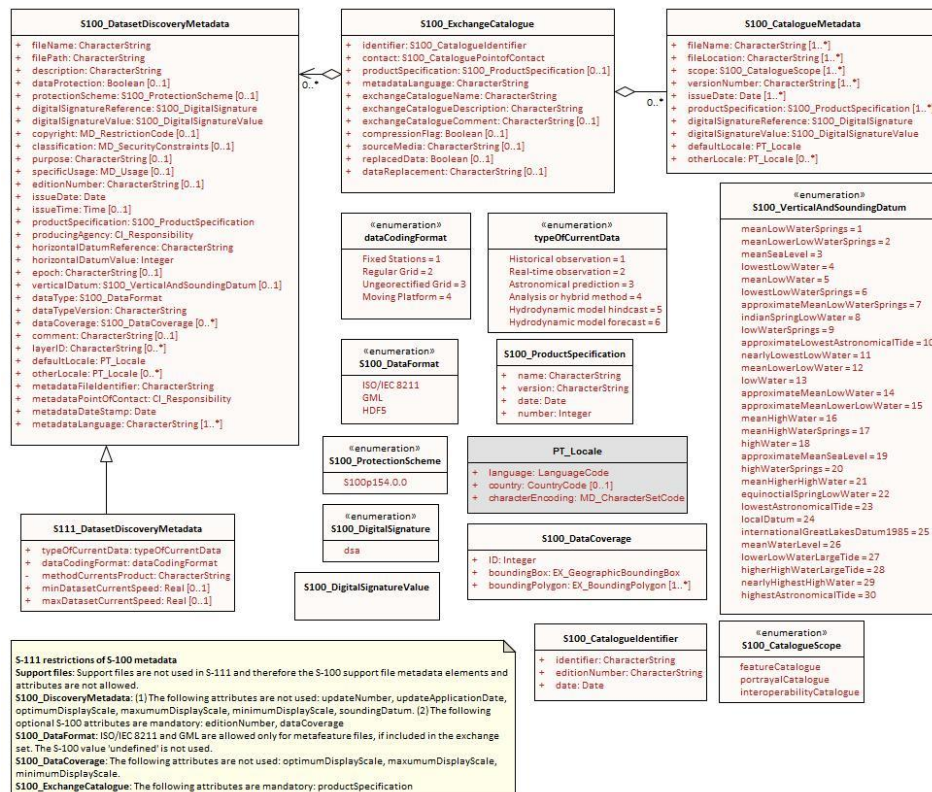 S100_DatasetDiscoveryMetadata
+ fileName: CharacterString
+ filePath: CharacterString
+ description: CharacterString
+ dataProtection: Boolean [0..1]
+ protectionScheme: S100_ProtectionScheme [0..1]
+ digitalSignatureReference: S100_DigitalSignature
+ digitalSignatureValue: S100_DigitalSignatureValue
+ copyright: MD_RestrictionCode [0..1]
+ classification: MD_SecurityConstraints [0..1]
+ purpose: CharacterString [0..1]
+ specificUsage: MD_Usage [0..1]
+ editionNumber: CharacterString [0..1]
+ issueDate: Date
+ issueTime: Time [0..1]
+ productSpecification: S100_ProductSpecification
+ producingAgency: CI_Responsibility
+ horizontalDatumReference: CharacterString
+ horizontalDatumValue: Integer
+ epoch: CharacterString [0..1]
+ verticalDatum: S100_VerticalAndSoundingDatum [0..1]
+ dataType: S100_DataFormat
+ dataTypeVersion: CharacterString
+ dataCoverage: S100_DataCoverage [0..*]
+ comment: CharacterString [0..1]
+ layerID: CharacterString [0..*]
+ defaultLocale: PT_Locale
+ otherLocale: PT_Locale [0..*]
+ metadataFileIdentifier: CharacterString
+ metadataPointOfContact: CI_Responsibility
+ metadataDateStamp: Date
+ metadataLanguage: CharacterString [1..*]
0..*
S100_ExchangeCatalogue
+ identifier: S100_CatalogueIdentifier
+ contact: S100_CataloguePointofContact
+ productSpecification: S100_ProductSpecification [0..1]
+ metadataLanguage: CharacterString
+ exchangeCatalogueName: CharacterString
+ exchangeCatalogueDescription: CharacterString
+ exchangeCatalogueComment: CharacterString [0..1]
+ compressionFlag: Boolean [0..1]
+ sourceMedia: CharacterString [0..1]
+ replacedData: Boolean [0..1]
+ dataReplacement: CharacterString [0..1]
0..*
S100_CatalogueMetadata
+ fileName: CharacterString [1..*]
+ fileLocation: CharacterString [1..*]
+ scope: S100_CatalogueScope [1..*]
+ versionNumber: CharacterString [1..*]
+ issueDate: Date [1..*]
+ productSpecification: S100_ProductSpecification [1..*]
+ digitalSignatureReference: S100_DigitalSignature
+ digitalSignatureValue: S100_DigitalSignatureValue
+ defaultLocale: PT_Locale
+ otherLocale: PT_Locale [0..*]
«enumeration»
dataCodingFormat
Fixed Stations = 1
Regular Grid = 2
Ungeorectified Grid = 3
Moving Platform = 4
«enumeration»
typeOfCurrentData
Historical observation = 1
Real-time observation = 2
Astronomical prediction = 3
Analysis or hybrid method = 4
Hydrodynamic model hindcast = 5
Hydrodynamic model forecast = 6
«enumeration»
S100_VerticalAndSoundingDatum
meanLowWaterSprings = 1
meanLowerLowWaterSprings = 2
meanSeaLevel = 3
lowestLowWater = 4
meanLowWater = 5
lowestLowWaterSprings = 6
approximateMeanLowWaterSprings = 7
indianSpringLowWater = 8
lowWaterSprings = 9
approximateLowestAstronomicalTide = 10
nearlyLowestLowWater = 11
meanLowerLowWater = 12
lowWater = 13
approximateMeanLowWater = 14
approximateMeanLowerLowWater = 15
meanHighWater = 16
meanHighWaterSprings = 17
highWater = 18
approximateMeanSeaLevel = 19
highWaterSprings = 20
meanHigherHighWater = 21
equinoctialSpringLowWater = 22
lowestAstronomicalTide = 23
localDatum = 24
internationalGreatLakesDatum1985 = 25
meanWaterLevel = 26
lowerLowWaterLargeTide = 27
higherHighWaterLargeTide = 28
nearlyHighestHighWater = 29
highestAstronomicalTide = 30
«enumeration»
S100_DataFormat
ISO/IEC 8211
GML
HDF5
S100_ProductSpecification
+ name: CharacterString
+ version: CharacterString
+ date: Date
+ number: Integer
«enumeration»
S100_ProtectionScheme
S100p154.0.0
PT_Locale
+ language: LanguageCode
+ country: CountryCode [0..1]
+ characterEncoding: MD_CharacterSetCode
S111_DatasetDiscoveryMetadata
+ typeOfCurrentData: typeOfCurrentData
+ dataCodingFormat: dataCodingFormat
- methodCurrentsProduct: CharacterString
+ minDatasetCurrentSpeed: Real [0..1]
+ maxDatasetCurrentSpeed: Real [0..1]
«enumeration»
S100_DigitalSignature
dsa
S100_DataCoverage
+ ID: Integer
+ boundingBox: EX_GeographicBoundingBox
+ boundingPolygon: EX_BoundingPolygon [1..*]
S100_DigitalSignatureValue
S100_CatalogueIdentifier
+ identifier: CharacterString
+ editionNumber: CharacterString
+ date: Date
«enumeration»
S100_CatalogueScope
featureCatalogue
portrayalCatalogue
interoperabilityCatalogue
S-111 restrictions of S-100 metadata
Support files: Support files are not used in S-111 and therefore the S-100 support file metadata elements and
attributes are not allowed.
S100_DiscoveryMetadata: (1) The following attributes are not used: updateNumber, updateApplicationDate,
optimumDisplayScale, maxumumDisplayScale, minimumDisplayScale, soundingDatum. (2) The following
optional S-100 attributes are mandatory: editionNumber, dataCoverage
S100_DataFormat: ISO/IEC 8211 and GML are allowed only for metafeature files, if included in the exchange
set. The S-100 value 'undefined' is not used.
S100_DataCoverage: The following attributes are not used: optimumDisplayScale, maxumumDisplayScale,
minimumDisplayScale.
S100_ExchangeCatalogue: The following attributes are mandatory: productSpecification